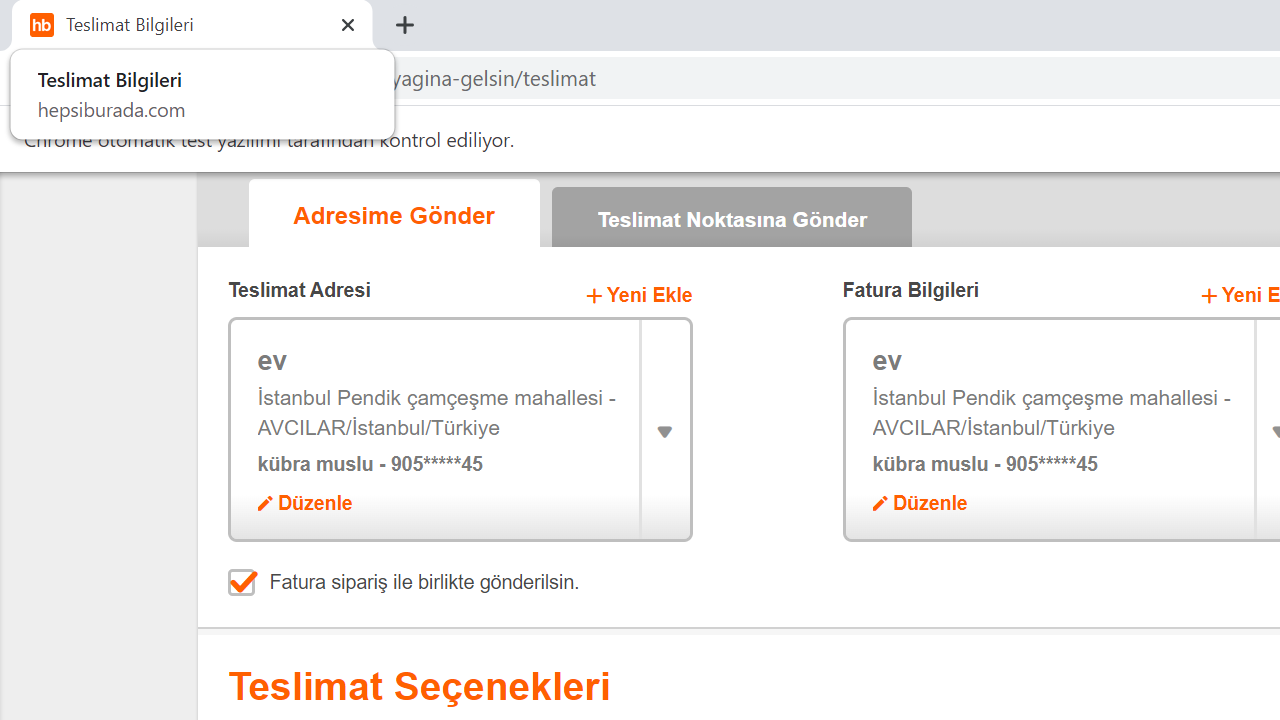 hb Teslimat Bilgileri
Teslimat Bilgileri
hepsiburada.com
yagina-gelsin/teslimat
Chrome otomatik test yazılımı tarafından kontrol ediliyor.
Adresime Gönder
Teslimat Noktasına Gönder
Teslimat Adresi
+ Yeni Ekle
ev
İstanbul Pendik çamçeşme mahallesi -
AVCILAR/İstanbul/Türkiye
kübra muslu - 905*****45
Düzenle
Fatura Bilgileri
+ Yeni E
ev
İstanbul Pendik çamçeşme mahallesi -
AVCILAR/İstanbul/Türkiye
kübra muslu - 905*****45
Düzenle
Fatura sipariş ile birlikte gönderilsin.
Teslimat Seçenekleri